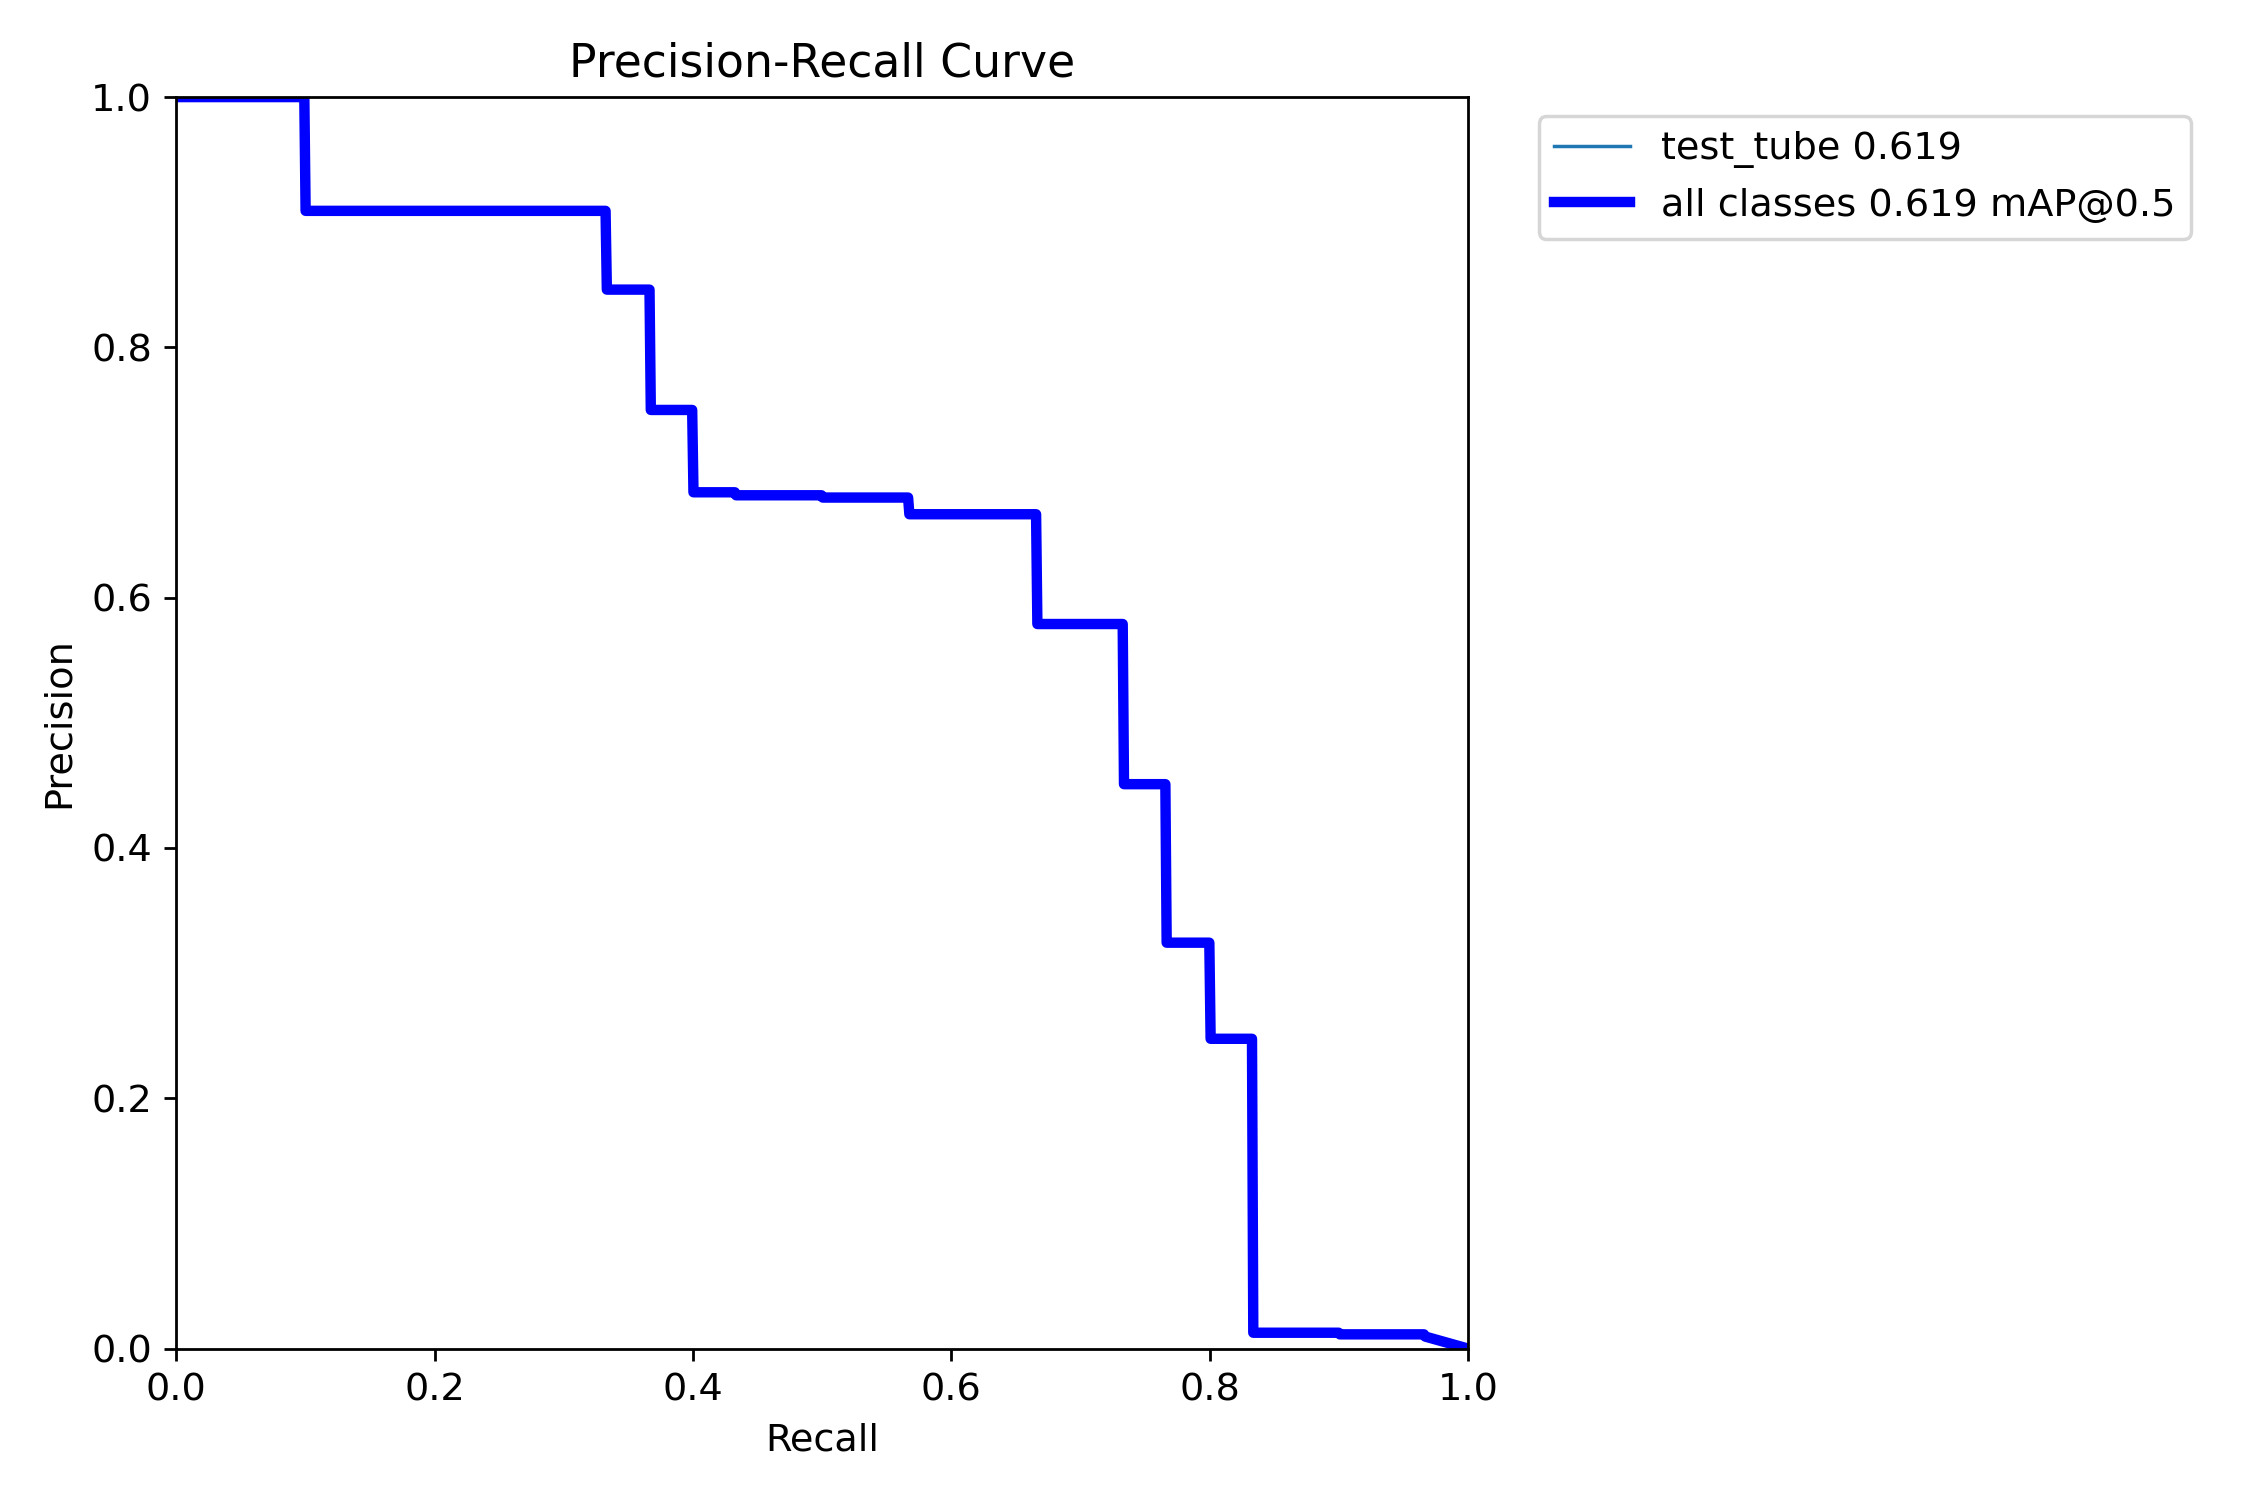 Precision-Recall Curve
1.0
0.8
0.6
0.4
0.2
0.0
Precision
0.0 0.2 0.4 0.6 0.8 1.0
Recall
test_tube 0.619
all classes 0.619 mAP@0.5